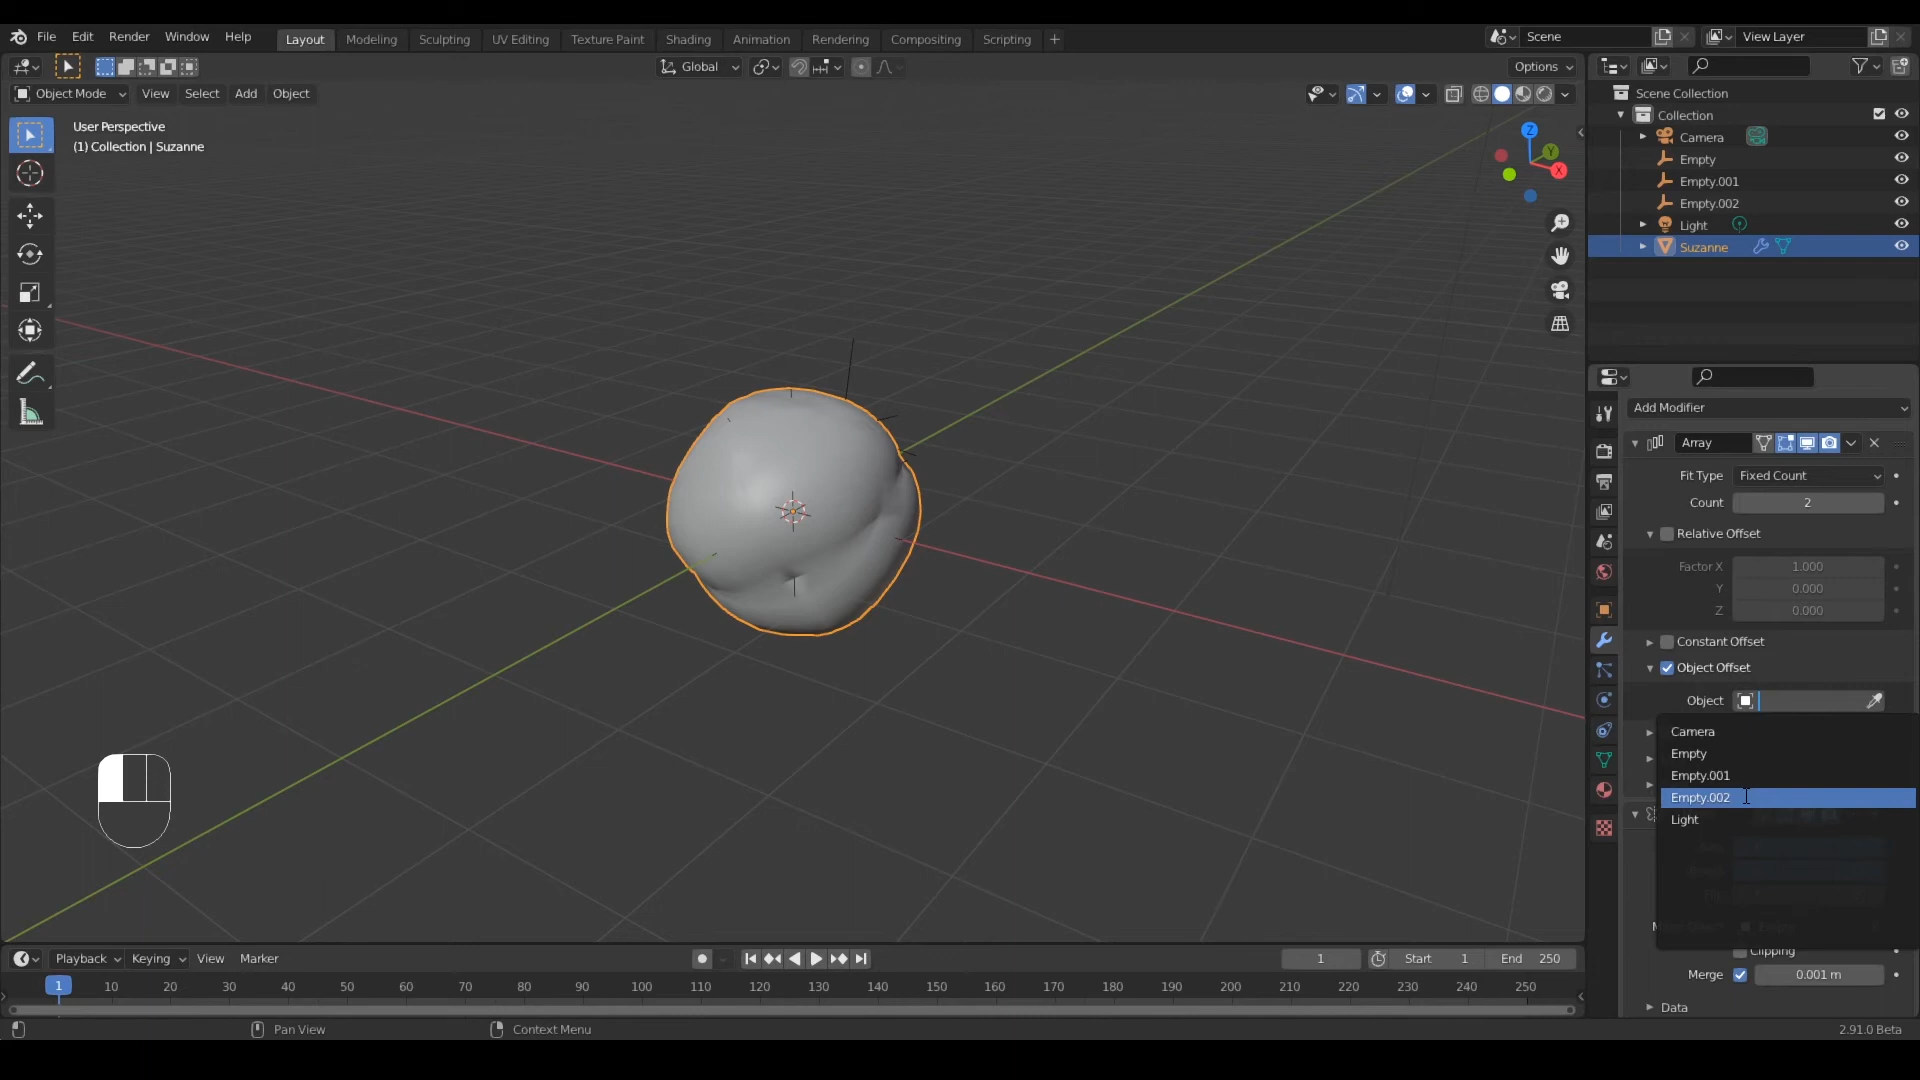 File Edit Render Window Help Layout Modeling Sculpting UV Editing Texture Paint Shading Animation Rendering Compositing Scripting + Scene View Layer
Global Options
Object Mode View Select Add Object
User Perspective
(1) Collection | Suzanne
Z
Y
X
Scene Collection
Collection
Camera
Empty
Empty.001
Empty.002
Light
Suzanne
Add Modifier
Array
Fit Type Fixed Count
Count 2
Relative Offset
Factor X 1.000
Y 0.000
Z 0.000
Constant Offset
Object Offset
Object
Camera
Empty
Empty.001
Empty.002
Light
Clipping
Merge 0.001 m
Data
Playback Keying View Marker 1 Start 1 End 250
1 10 20 30 40 50 60 70 80 90 100 110 120 130 140 150 160 170 180 190 200 210 220 230 240 250
Pan View Context Menu 2.91.0 Beta